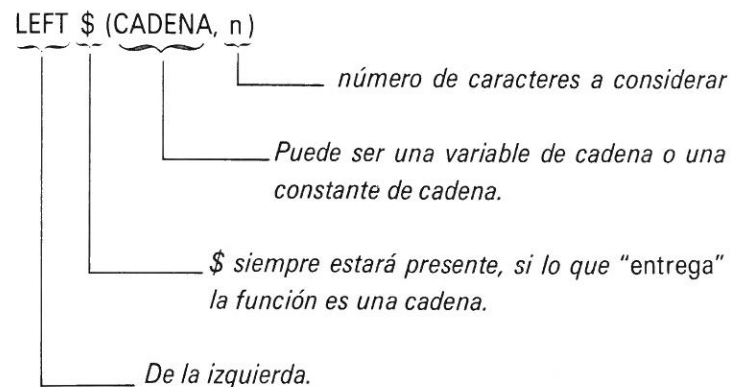 LEFT $ (CADENA, n)
número de caracteres a considerar
Puede ser una variable de cadena o una
constante de cadena.
$ siempre estará presente, si lo que "entrega"
la función es una cadena.
De la izquierda.